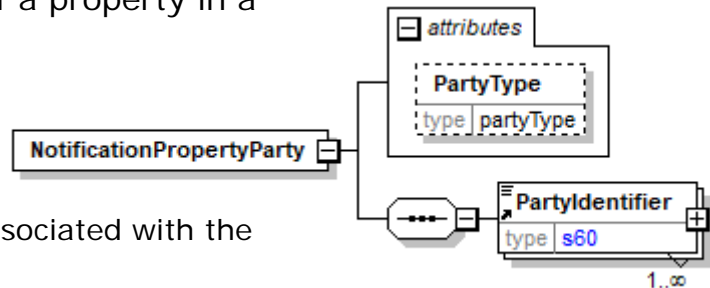 r a property in a
attributes
PartyType
type partyType
NotificationPropertyParty
PartyIdentifier
type s60
sociated with the
1..∞